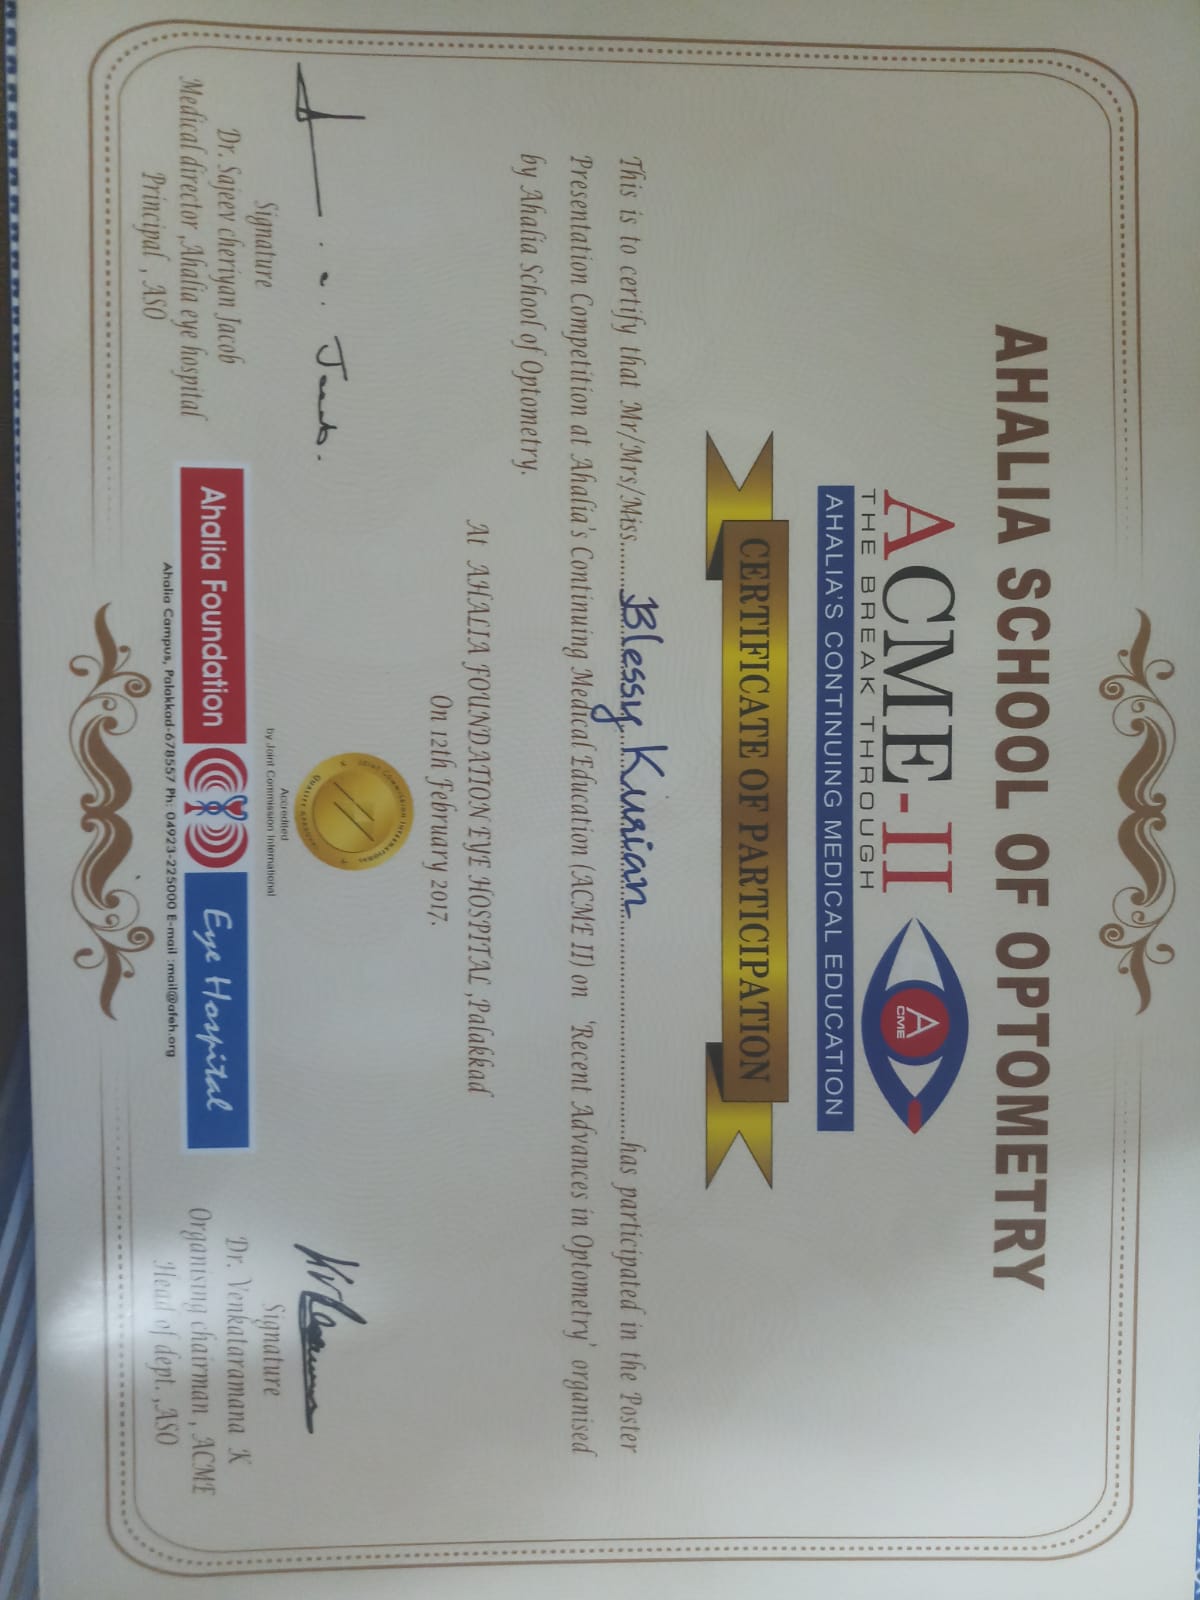 AHALIA SCHOOL OF OPTOMETRY
ACME-II
THE BREAK THROUGH
A
CME
AHALIA'S CONTINUING MEDICAL EDUCATION
CERTIFICATE OF PARTICIPATION
This is to certify that Mr/Mrs/Miss......Blessy Kurian......has participated in the Poster
Presentation Competition at Ahalia's Continuing Medical Education (ACME II) on 'Recent Advances in Optometry' organised
by Ahalia School of Optometry.
At AHALIA FOUNDATION EYE HOSPITAL ,Palakkad
On 12th February 2017.
JOINT COMMISSION INTERNATIONAL
QUALITY APPROVAL
Accredited
by Joint Commission International
Jacob.
Signature
Dr. Sajeev cheriyan Jacob
Medical director ,Ahalia eye hospital
Principal , ASO
Signature
Dr. Venkataramana K
Organising chairman , ACME
Head of dept. ,ASO
Ahalia Foundation
Eye Hospital
Ahalia Campus, Palakkad-678557 Ph: 04923-225000 E-mail :mail@afeh.org